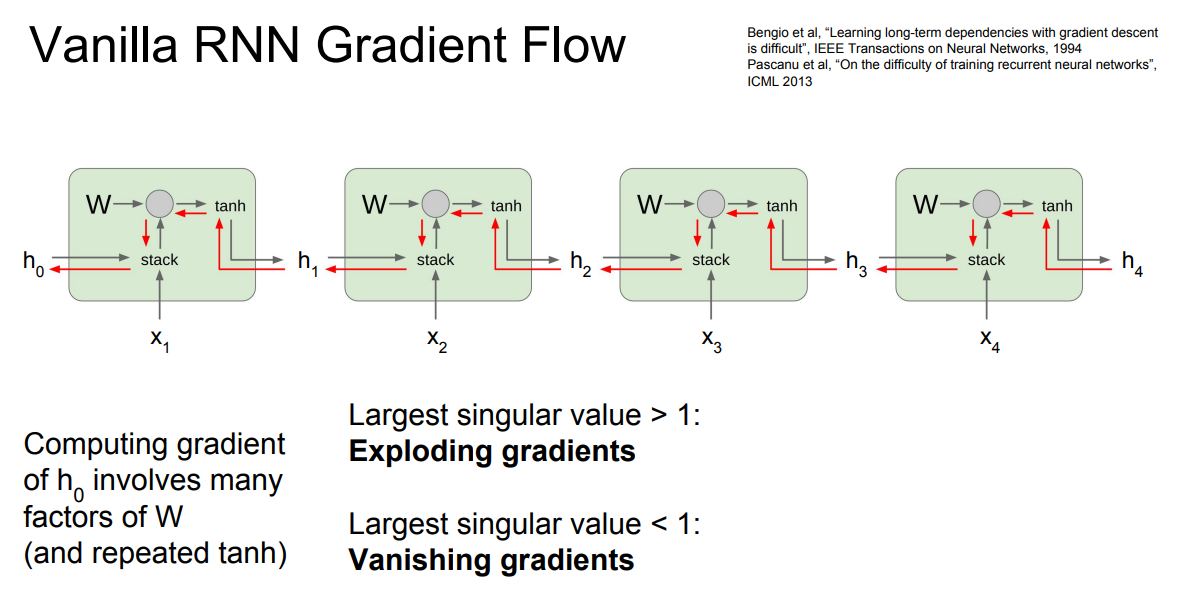 Vanilla RNN Gradient Flow
Bengio et al, “Learning long-term dependencies with gradient descent
is difficult”, IEEE Transactions on Neural Networks, 1994
Pascanu et al, “On the difficulty of training recurrent neural networks”,
ICML 2013
W tanh W tanh W tanh W tanh
h0 stack h1 stack h2 stack h3 stack h4
x1 x2 x3 x4
Computing gradient
of h0 involves many
factors of W
(and repeated tanh)
Largest singular value > 1:
Exploding gradients
Largest singular value < 1:
Vanishing gradients